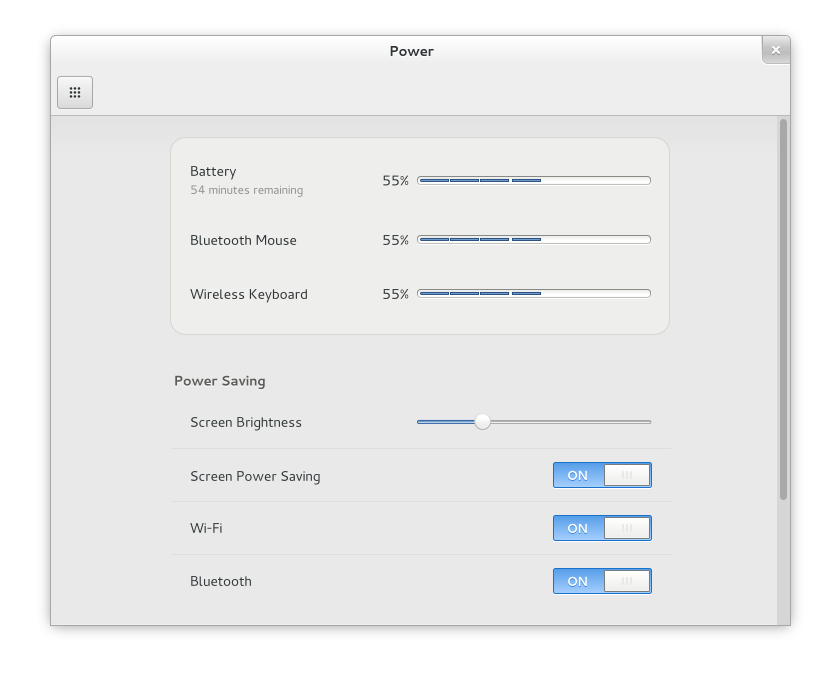 Power
Battery
54 minutes remaining
55%
Bluetooth Mouse
55%
Wireless Keyboard
55%
Power Saving
Screen Brightness
Screen Power Saving
ON
Wi-Fi
ON
Bluetooth
ON